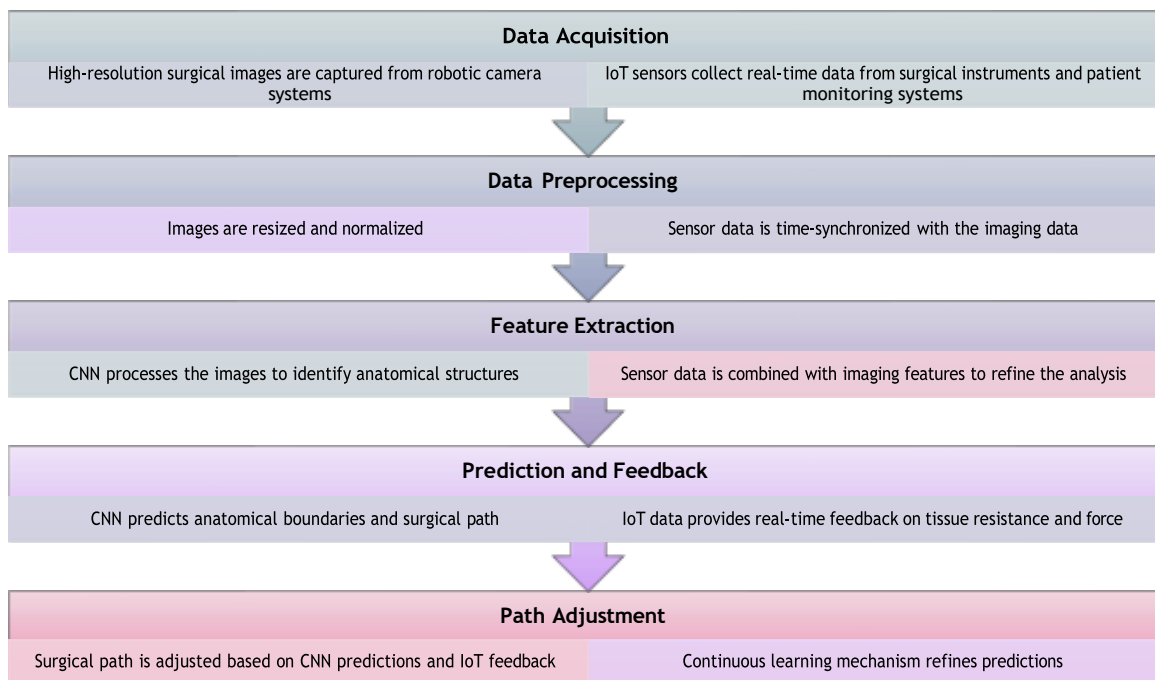 Data Acquisition
High-resolution surgical images are captured from robotic camera
systems
IoT sensors collect real-time data from surgical instruments and patient
monitoring systems
Data Preprocessing
Images are resized and normalized
Sensor data is time-synchronized with the imaging data
Feature Extraction
CNN processes the images to identify anatomical structures
Sensor data is combined with imaging features to refine the analysis
Prediction and Feedback
CNN predicts anatomical boundaries and surgical path
IoT data provides real-time feedback on tissue resistance and force
Path Adjustment
Surgical path is adjusted based on CNN predictions and IoT feedback
Continuous learning mechanism refines predictions